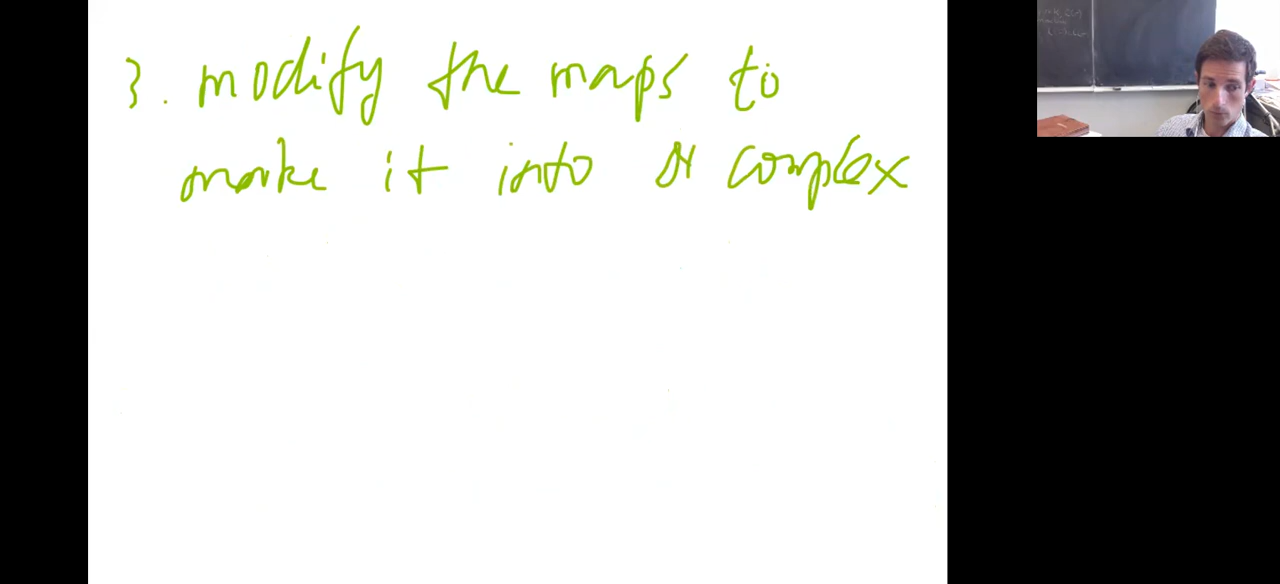 3. modify the maps to
make it into a complex